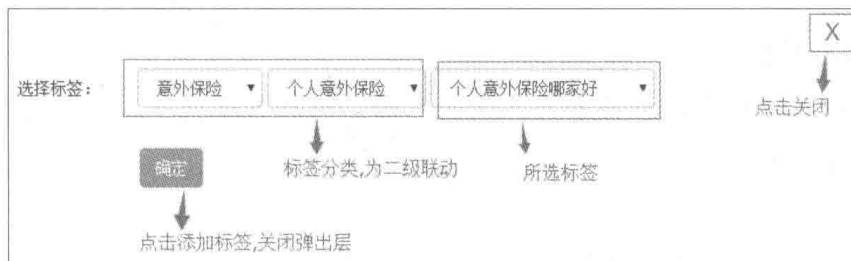 X
选择标签：
意外保险
个人意外保险
个人意外保险哪家好
点击关闭
标签分类,为二级联动
所选标签
确定
点击添加标签,关闭弹出层